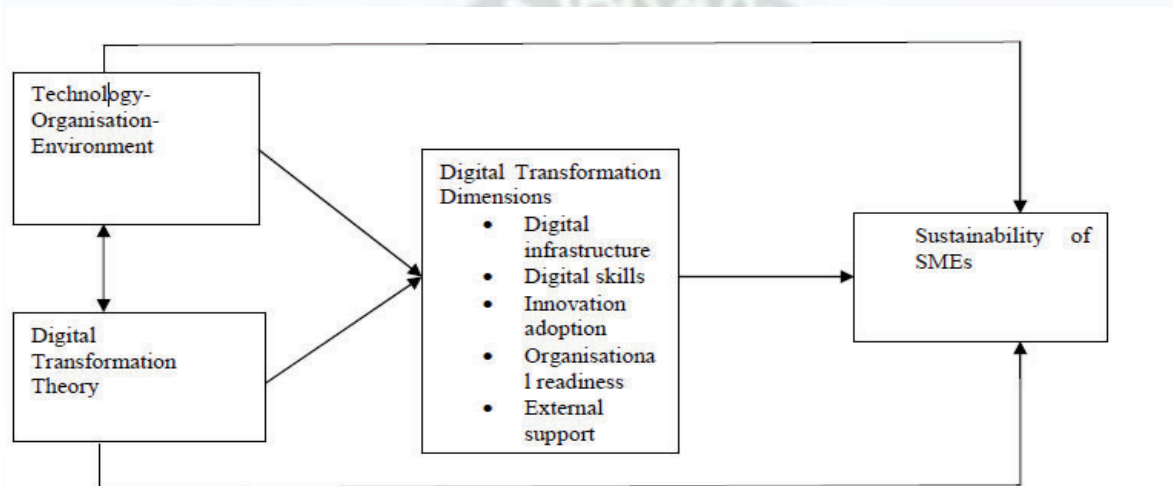 Technology-
Organisation-
Environment
Digital
Transformation
Theory
Digital Transformation
Dimensions
• Digital
infrastructure
• Digital skills
• Innovation
adoption
• Organisationa
l readiness
• External
support
Sustainability of
SMEs